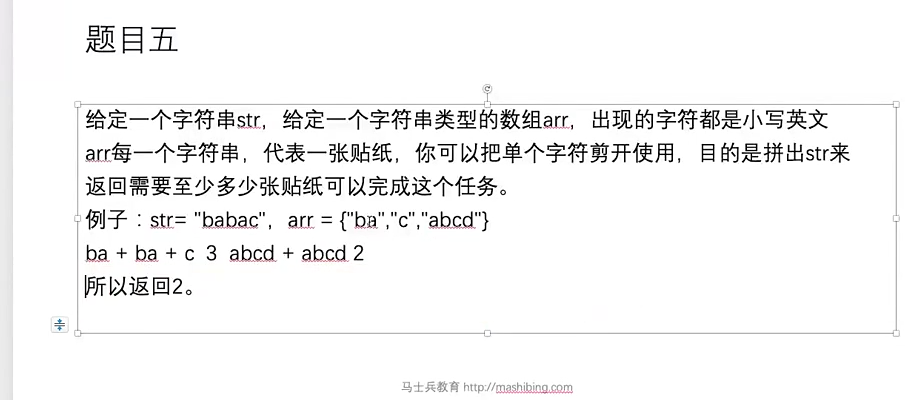 题目五
给定一个字符串str，给定一个字符串类型的数组arr，出现的字符都是小写英文
arr每一个字符串，代表一张贴纸，你可以把单个字符剪开使用，目的是拼出str来
返回需要至少多少张贴纸可以完成这个任务。
例子：str= "babac"，arr = {"ba","c","abcd"}
ba + ba + c  3  abcd + abcd 2
所以返回2。
马士兵教育 http://mashibing.com